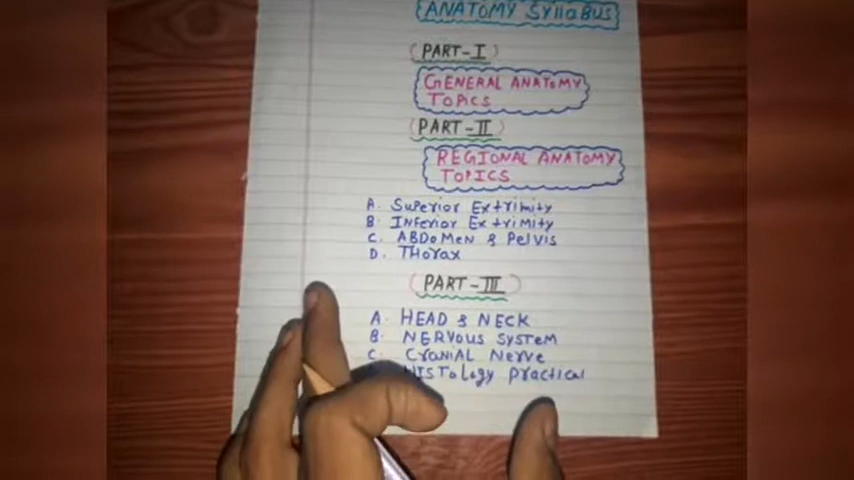 ANATOMY SYllABUS
(PART-I)
GENERAL ANATOMY
TOPICS
(PART-II)
REGIONAL ANATOMY
TOPICS
A. Superior Extrimity
B. Inferior Extrimity
C. ABDOMEN & Pelvis
D. THorax
(PART-III)
A. HEAD & NECK
B. NERVOUS SYSTEM
C. CraniAL Nerve
HISTology practical